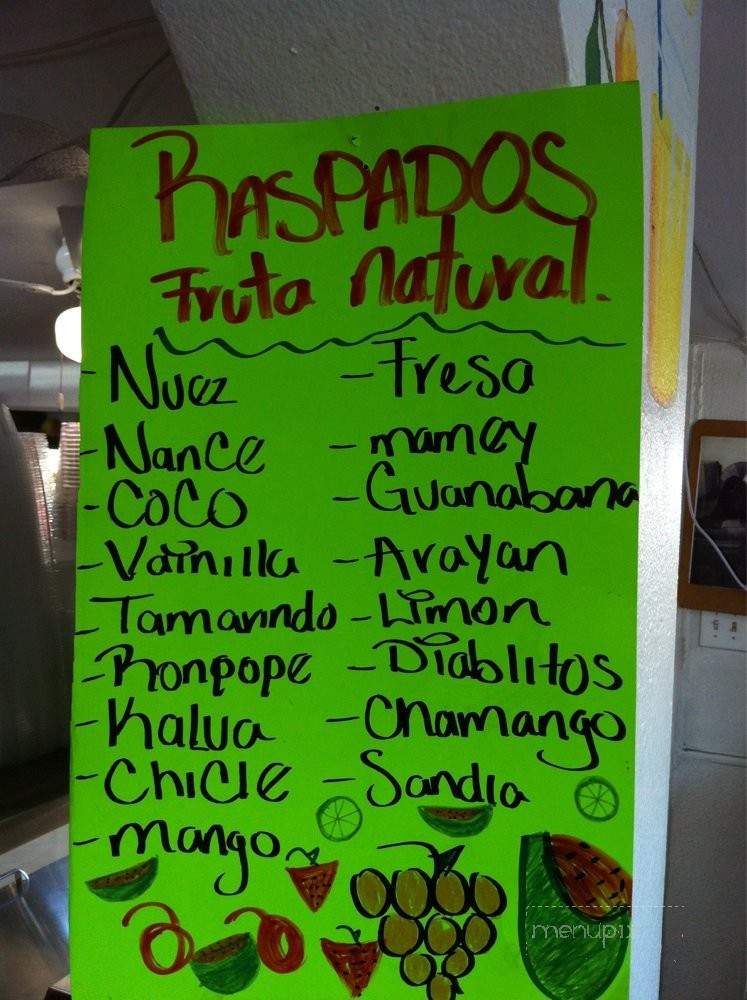 RASPADOS
Fruta natural.
- Nuez
- Nance
- COCO
- Vainilla
- Tamarindo
- Ronpope
- Kalua
- Chicle
- mango
- Fresa
- mamey
- Guanabana
- Arayan
- Limon
- Diablitos
- Chamango
- Sandia
menupix